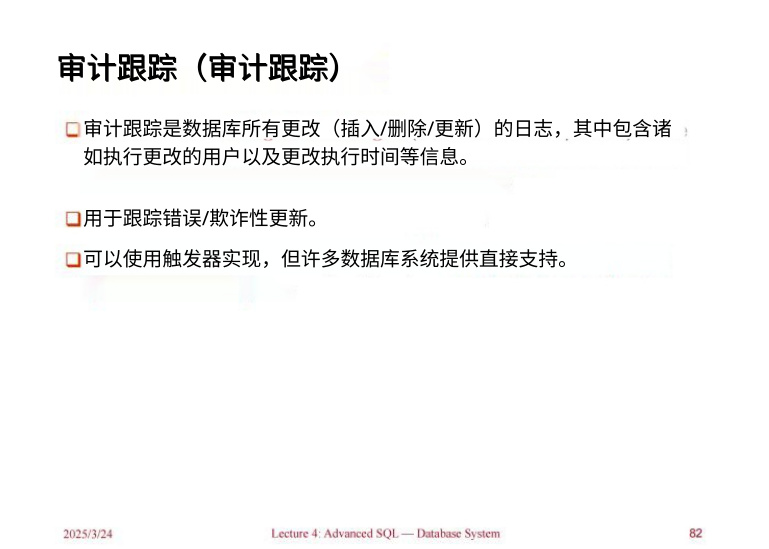 审计跟踪（审计跟踪）
审计跟踪是数据库所有更改（插入/删除/更新）的日志，其中包含诸
如执行更改的用户以及更改执行时间等信息。
用于跟踪错误/欺诈性更新。
可以使用触发器实现，但许多数据库系统提供直接支持。
2025/3/24
Lecture 4: Advanced SQL — Database System
82